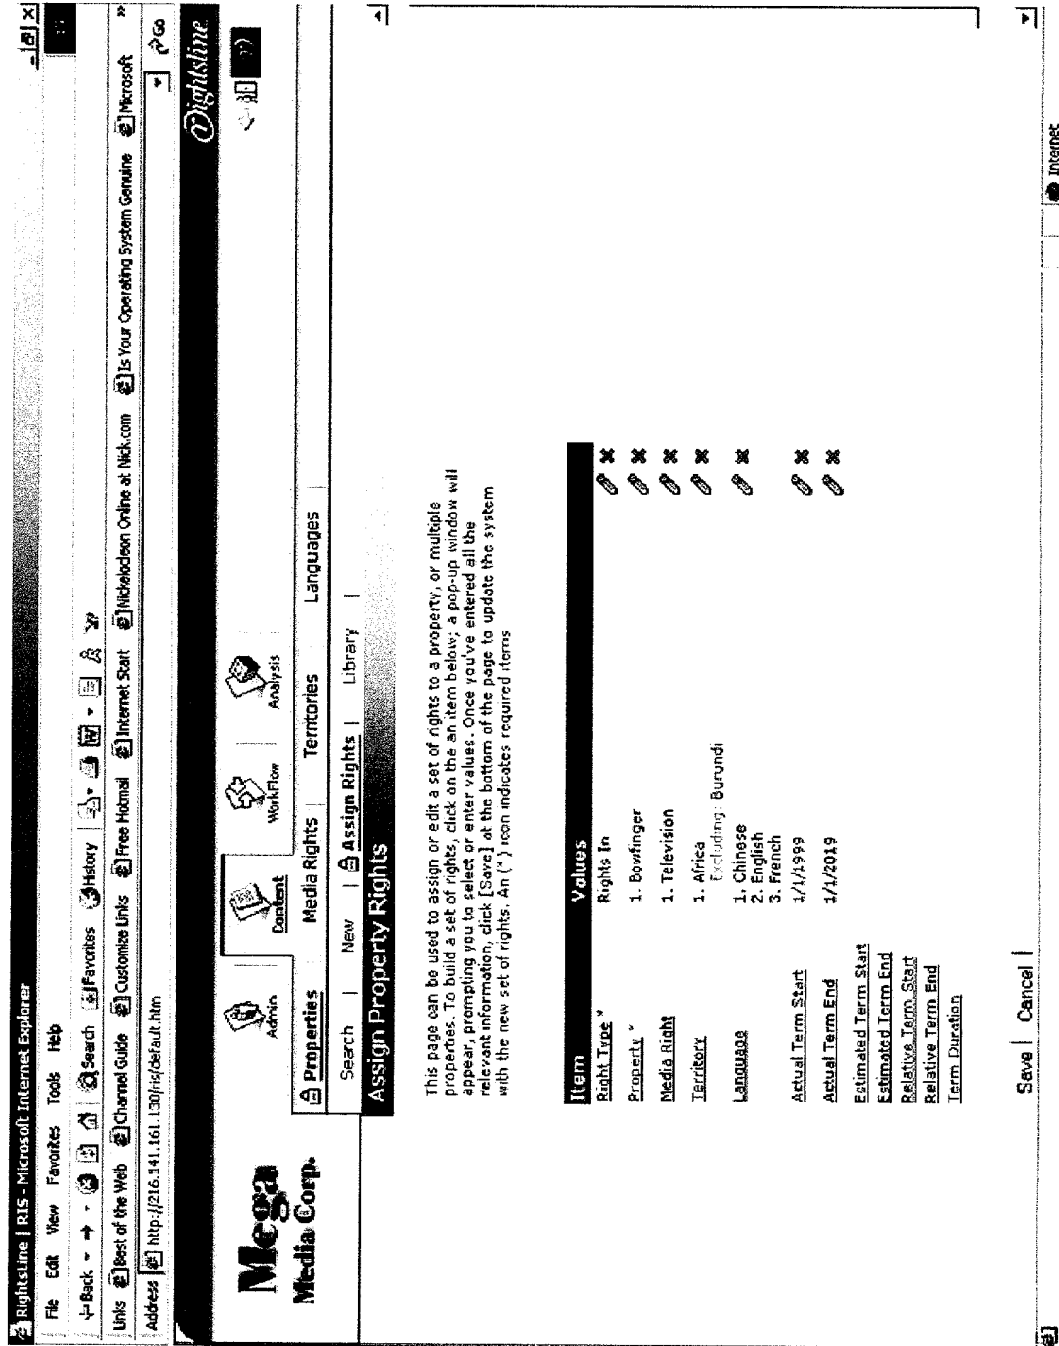 RightsLine | RIS - Microsoft Internet Explorer
File Edit View Favorites Tools Help
Back Search Favorites History
Links Best of the Web Channel Guide Customize Links Free Hotmail Internet Start Nickelodeon Online at Nick.com Is Your Operating System Genuine Microsoft »
Address http://216.141.161.130/ris/default.htm Go
Rightsline
Mega
Media Corp.
Admin Content WorkFlow Analysis
Properties Media Rights Territories Languages
Search | New | Assign Rights | Library |
Assign Property Rights
This page can be used to assign or edit a set of rights to a property, or multiple
properties. To build a set of rights, click on the an item below; a pop-up window will
appear, prompting you to select or enter values. Once you've entered all the
relevant information, click [Save] at the bottom of the page to update the system
with the new set of rights. An (*) icon indicates required items
Item Values
Right Type * Rights In
Property * 1. Bowfinger
Media Right 1. Television
Territory 1. Africa
Excluding: Burundi
Language 1. Chinese
2. English
3. French
Actual Term Start 1/1/1999
Actual Term End 1/1/2019
Estimated Term Start
Estimated Term End
Relative Term Start
Relative Term End
Term Duration
Save | Cancel |
Internet